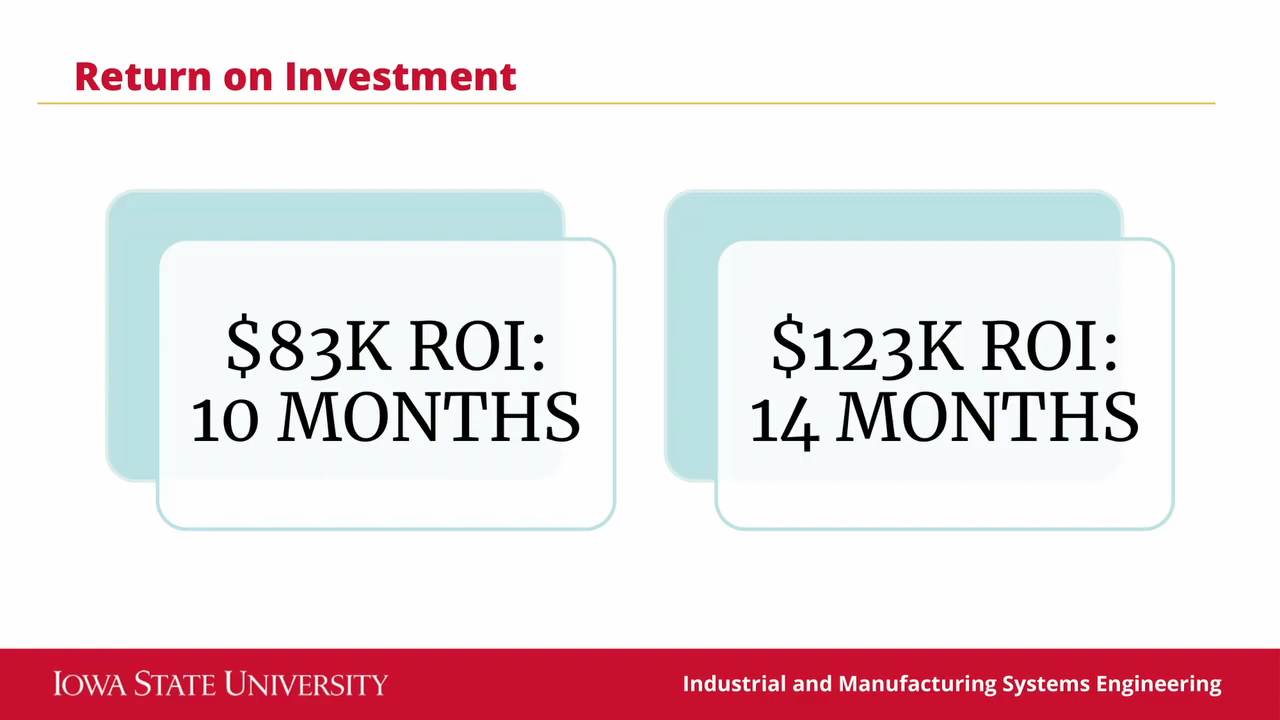 Return on Investment
$83K ROI:
10 MONTHS
$123K ROI:
14 MONTHS
IOWA STATE UNIVERSITY
Industrial and Manufacturing Systems Engineering